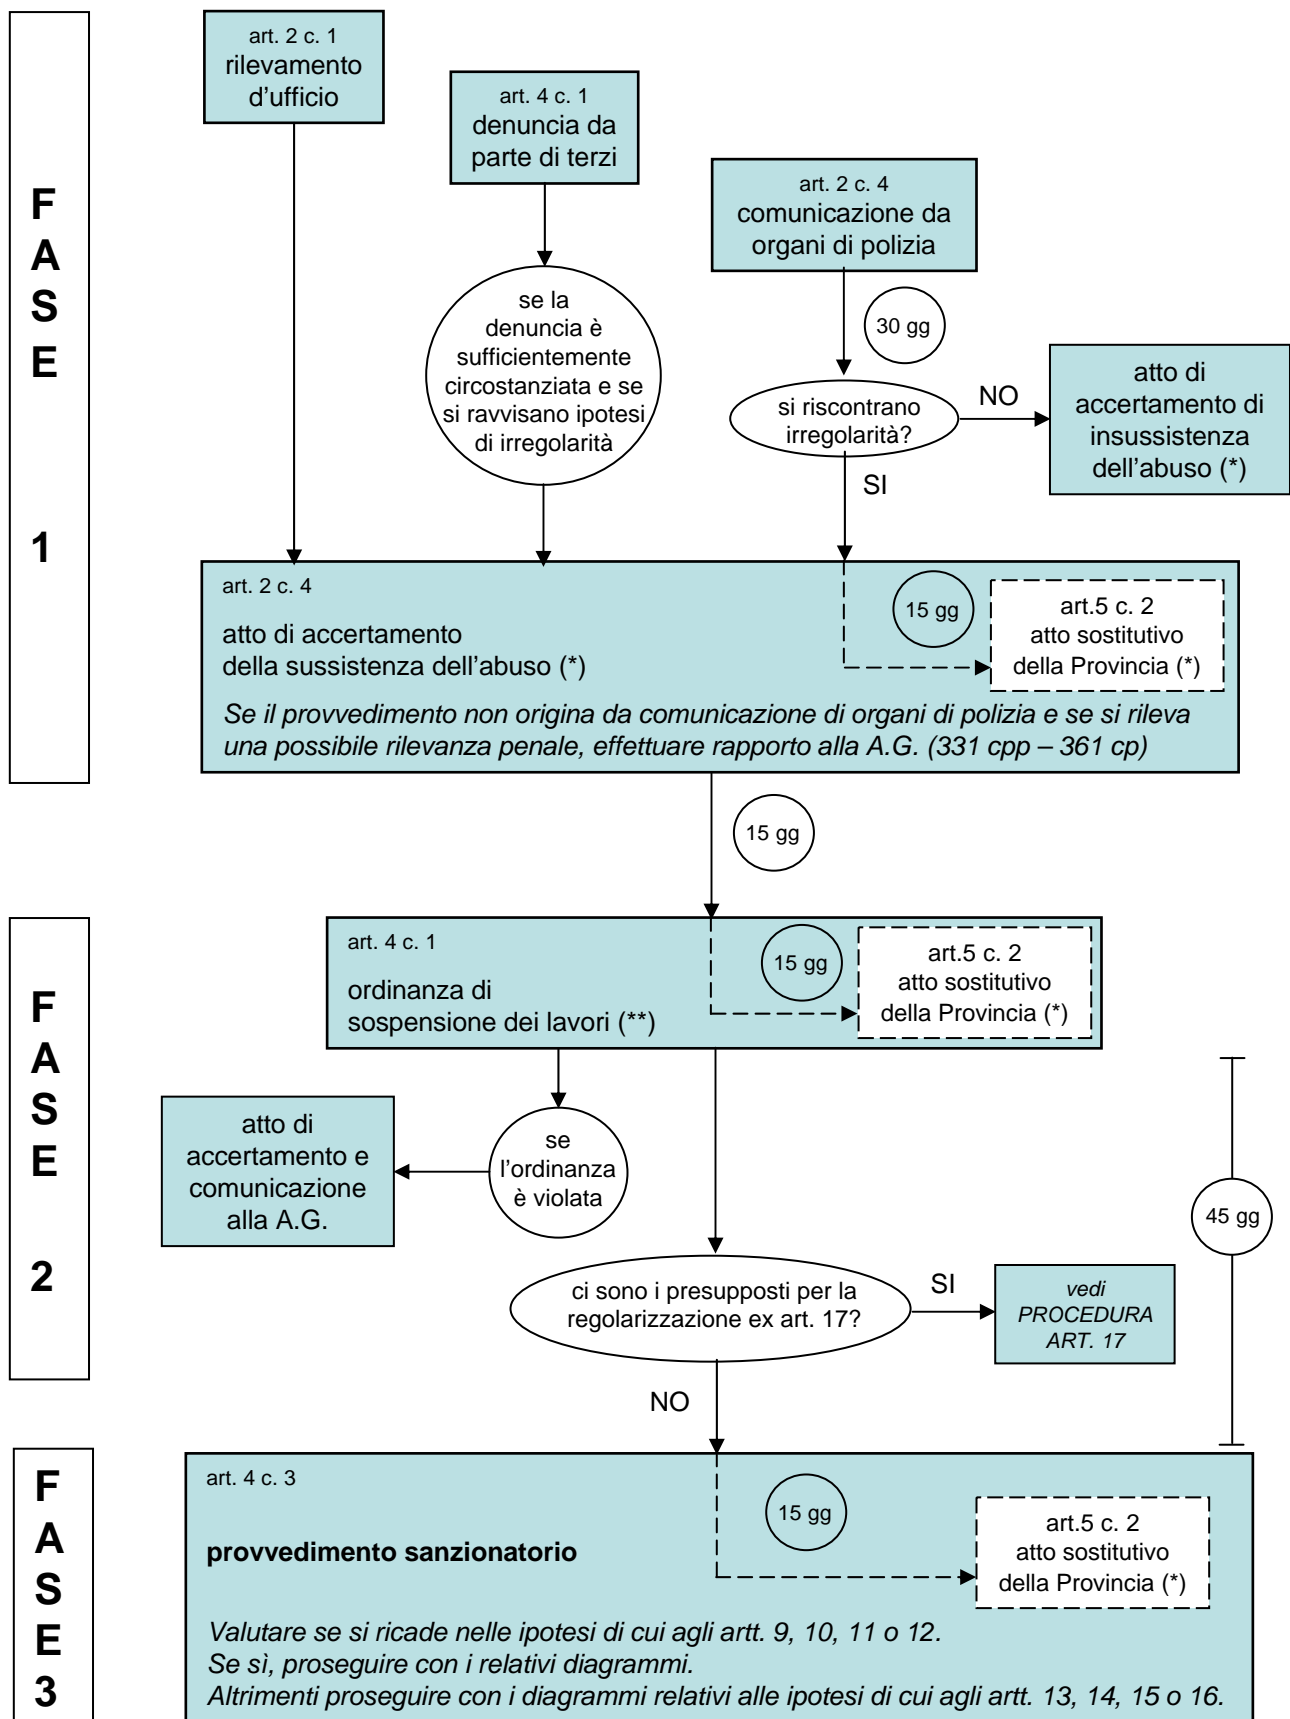 FASE 1
art. 2 c. 1
rilevamento
d'ufficio
art. 4 c. 1
denuncia da
parte di terzi
art. 2 c. 4
comunicazione da
organi di polizia
se la
denuncia è
sufficientemente
circostanziata e se
si ravvisano ipotesi
di irregolarità
30 gg
si riscontrano
irregolarità?
NO
atto di
accertamento di
insussistenza
dell'abuso (*)
SI
art. 2 c. 4
atto di accertamento
della sussistenza dell'abuso (*)
15 gg
art.5 c. 2
atto sostitutivo
della Provincia (*)
Se il provvedimento non origina da comunicazione di organi di polizia e se si rileva
una possibile rilevanza penale, effettuare rapporto alla A.G. (331 cpp – 361 cp)
15 gg
FASE 2
art. 4 c. 1
ordinanza di
sospensione dei lavori (**)
15 gg
art.5 c. 2
atto sostitutivo
della Provincia (*)
atto di
accertamento e
comunicazione
alla A.G.
se
l'ordinanza
è violata
45 gg
ci sono i presupposti per la
regolarizzazione ex art. 17?
SI
vedi
PROCEDURA
ART. 17
NO
FASE 3
art. 4 c. 3
provvedimento sanzionatorio
15 gg
art.5 c. 2
atto sostitutivo
della Provincia (*)
Valutare se si ricade nelle ipotesi di cui agli artt. 9, 10, 11 o 12.
Se sì, proseguire con i relativi diagrammi.
Altrimenti proseguire con i diagrammi relativi alle ipotesi di cui agli artt. 13, 14, 15 o 16.